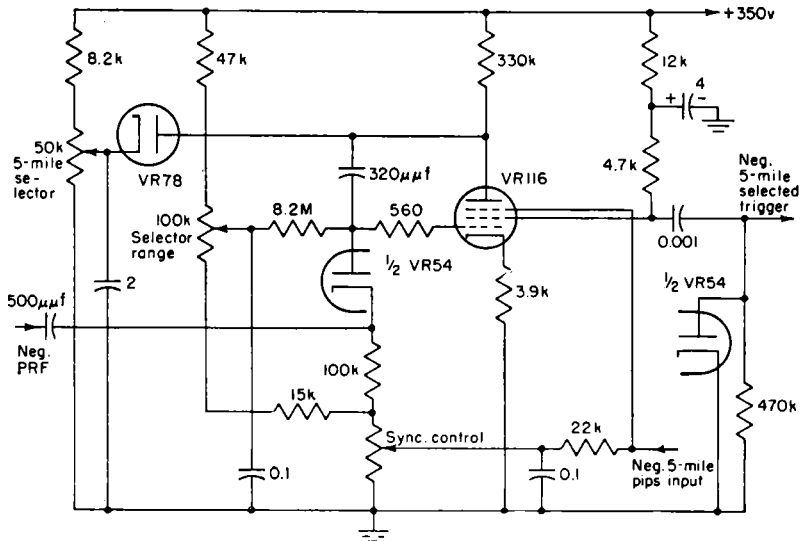 +350v
8.2k
47k
330k
12k
4
+ -
50k
5-mile
se-
lector
VR78
320μμf
VR116
4.7k
Neg.
5-mile
selected
trigger
100k
Selector
range
8.2M
560
0.001
2
½ VR54
3.9k
½ VR54
500μμf
Neg.
PRF
100k
15k
470k
Sync. control
22k
0.1
0.1
Neg. 5-mile
pips input